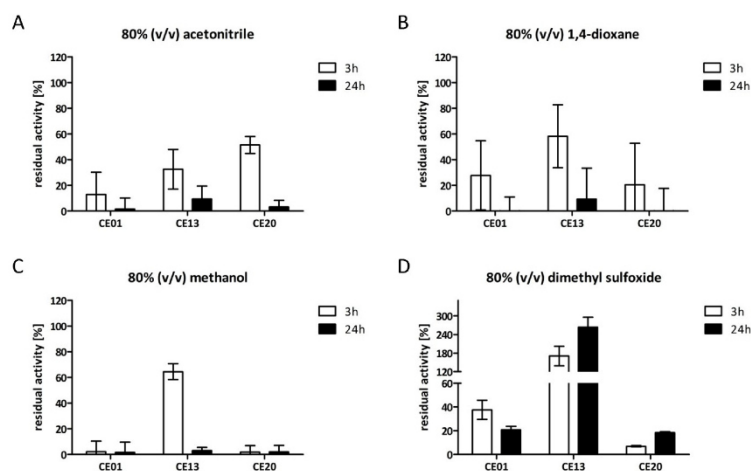 A
80% (v/v) acetonitrile
residual activity [%]
120
100
80
60
40
20
0
CE01
CE13
CE20
3h
24h
B
80% (v/v) 1,4-dioxane
residual activity [%]
120
100
80
60
40
20
0
CE01
CE13
CE20
3h
24h
C
80% (v/v) methanol
residual activity [%]
120
100
80
60
40
20
0
CE01
CE13
CE20
3h
24h
D
80% (v/v) dimethyl sulfoxide
residual activity [%]
300
240
180
120
60
40
20
0
CE01
CE13
CE20
3h
24h